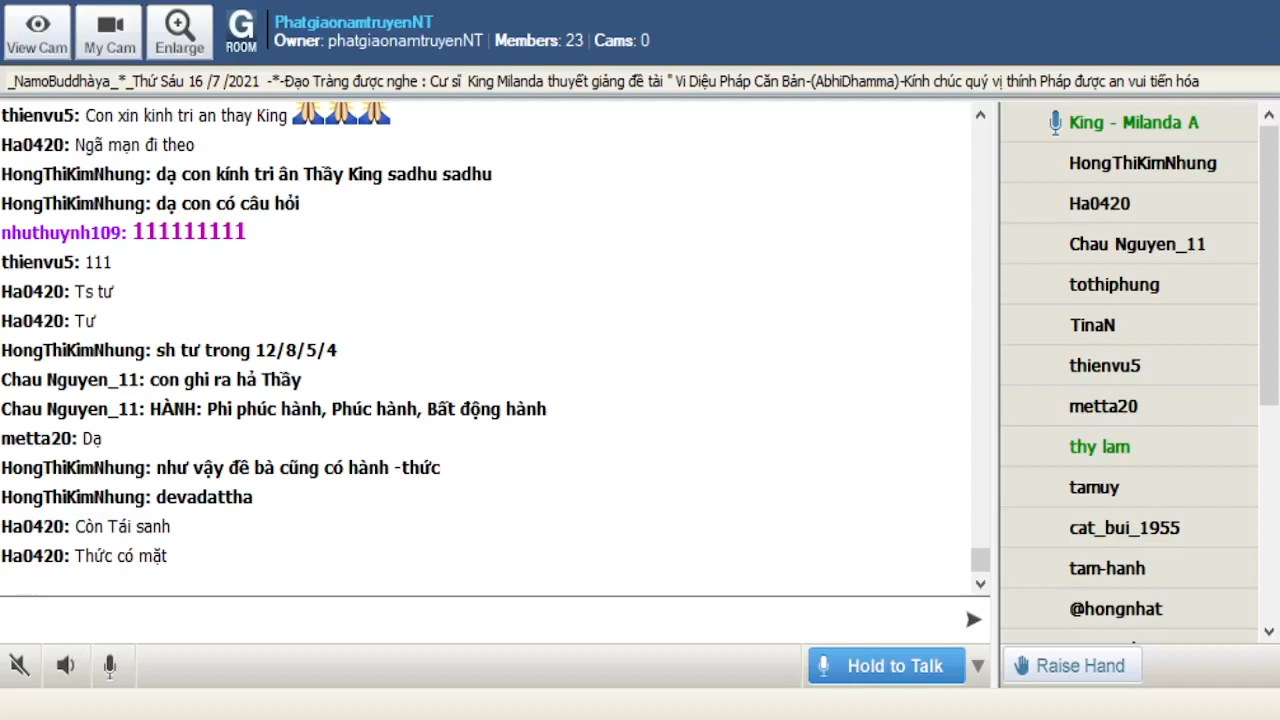 View Cam
My Cam
Enlarge
G
ROOM
PhatgiaonamtruyenNT
Owner: phatgiaonamtruyenNT | Members: 23 | Cams: 0
_NamoBuddhàya_*_Thứ Sáu 16 /7 /2021 -*-Đạo Tràng được nghe : Cư sĩ King Milanda thuyết giảng đề tài " Vi Diệu Pháp Căn Bản-(AbhiDhamma)-Kính chúc quý vị thính Pháp được an vui tiến hóa
thienvu5: Con xin kinh tri an thay King 🙏🙏🙏
Ha0420: Ngã mạn đi theo
HongThiKimNhung: dạ con kính tri ân Thầy King sadhu sadhu
HongThiKimNhung: dạ con có câu hỏi
nhuthuynh109: 111111111
thienvu5: 111
Ha0420: Ts tư
Ha0420: Tư
HongThiKimNhung: sh tư trong 12/8/5/4
Chau Nguyen_11: con ghi ra hả Thầy
Chau Nguyen_11: HÀNH: Phi phúc hành, Phúc hành, Bất động hành
metta20: Dạ
HongThiKimNhung: như vậy đề bà cũng có hành -thức
HongThiKimNhung: devadattha
Ha0420: Còn Tái sanh
Ha0420: Thức có mặt
King - Milanda A
HongThiKimNhung
Ha0420
Chau Nguyen_11
tothiphung
TinaN
thienvu5
metta20
thy lam
tamuy
cat_bui_1955
tam-hanh
@hongnhat
Hold to Talk
Raise Hand